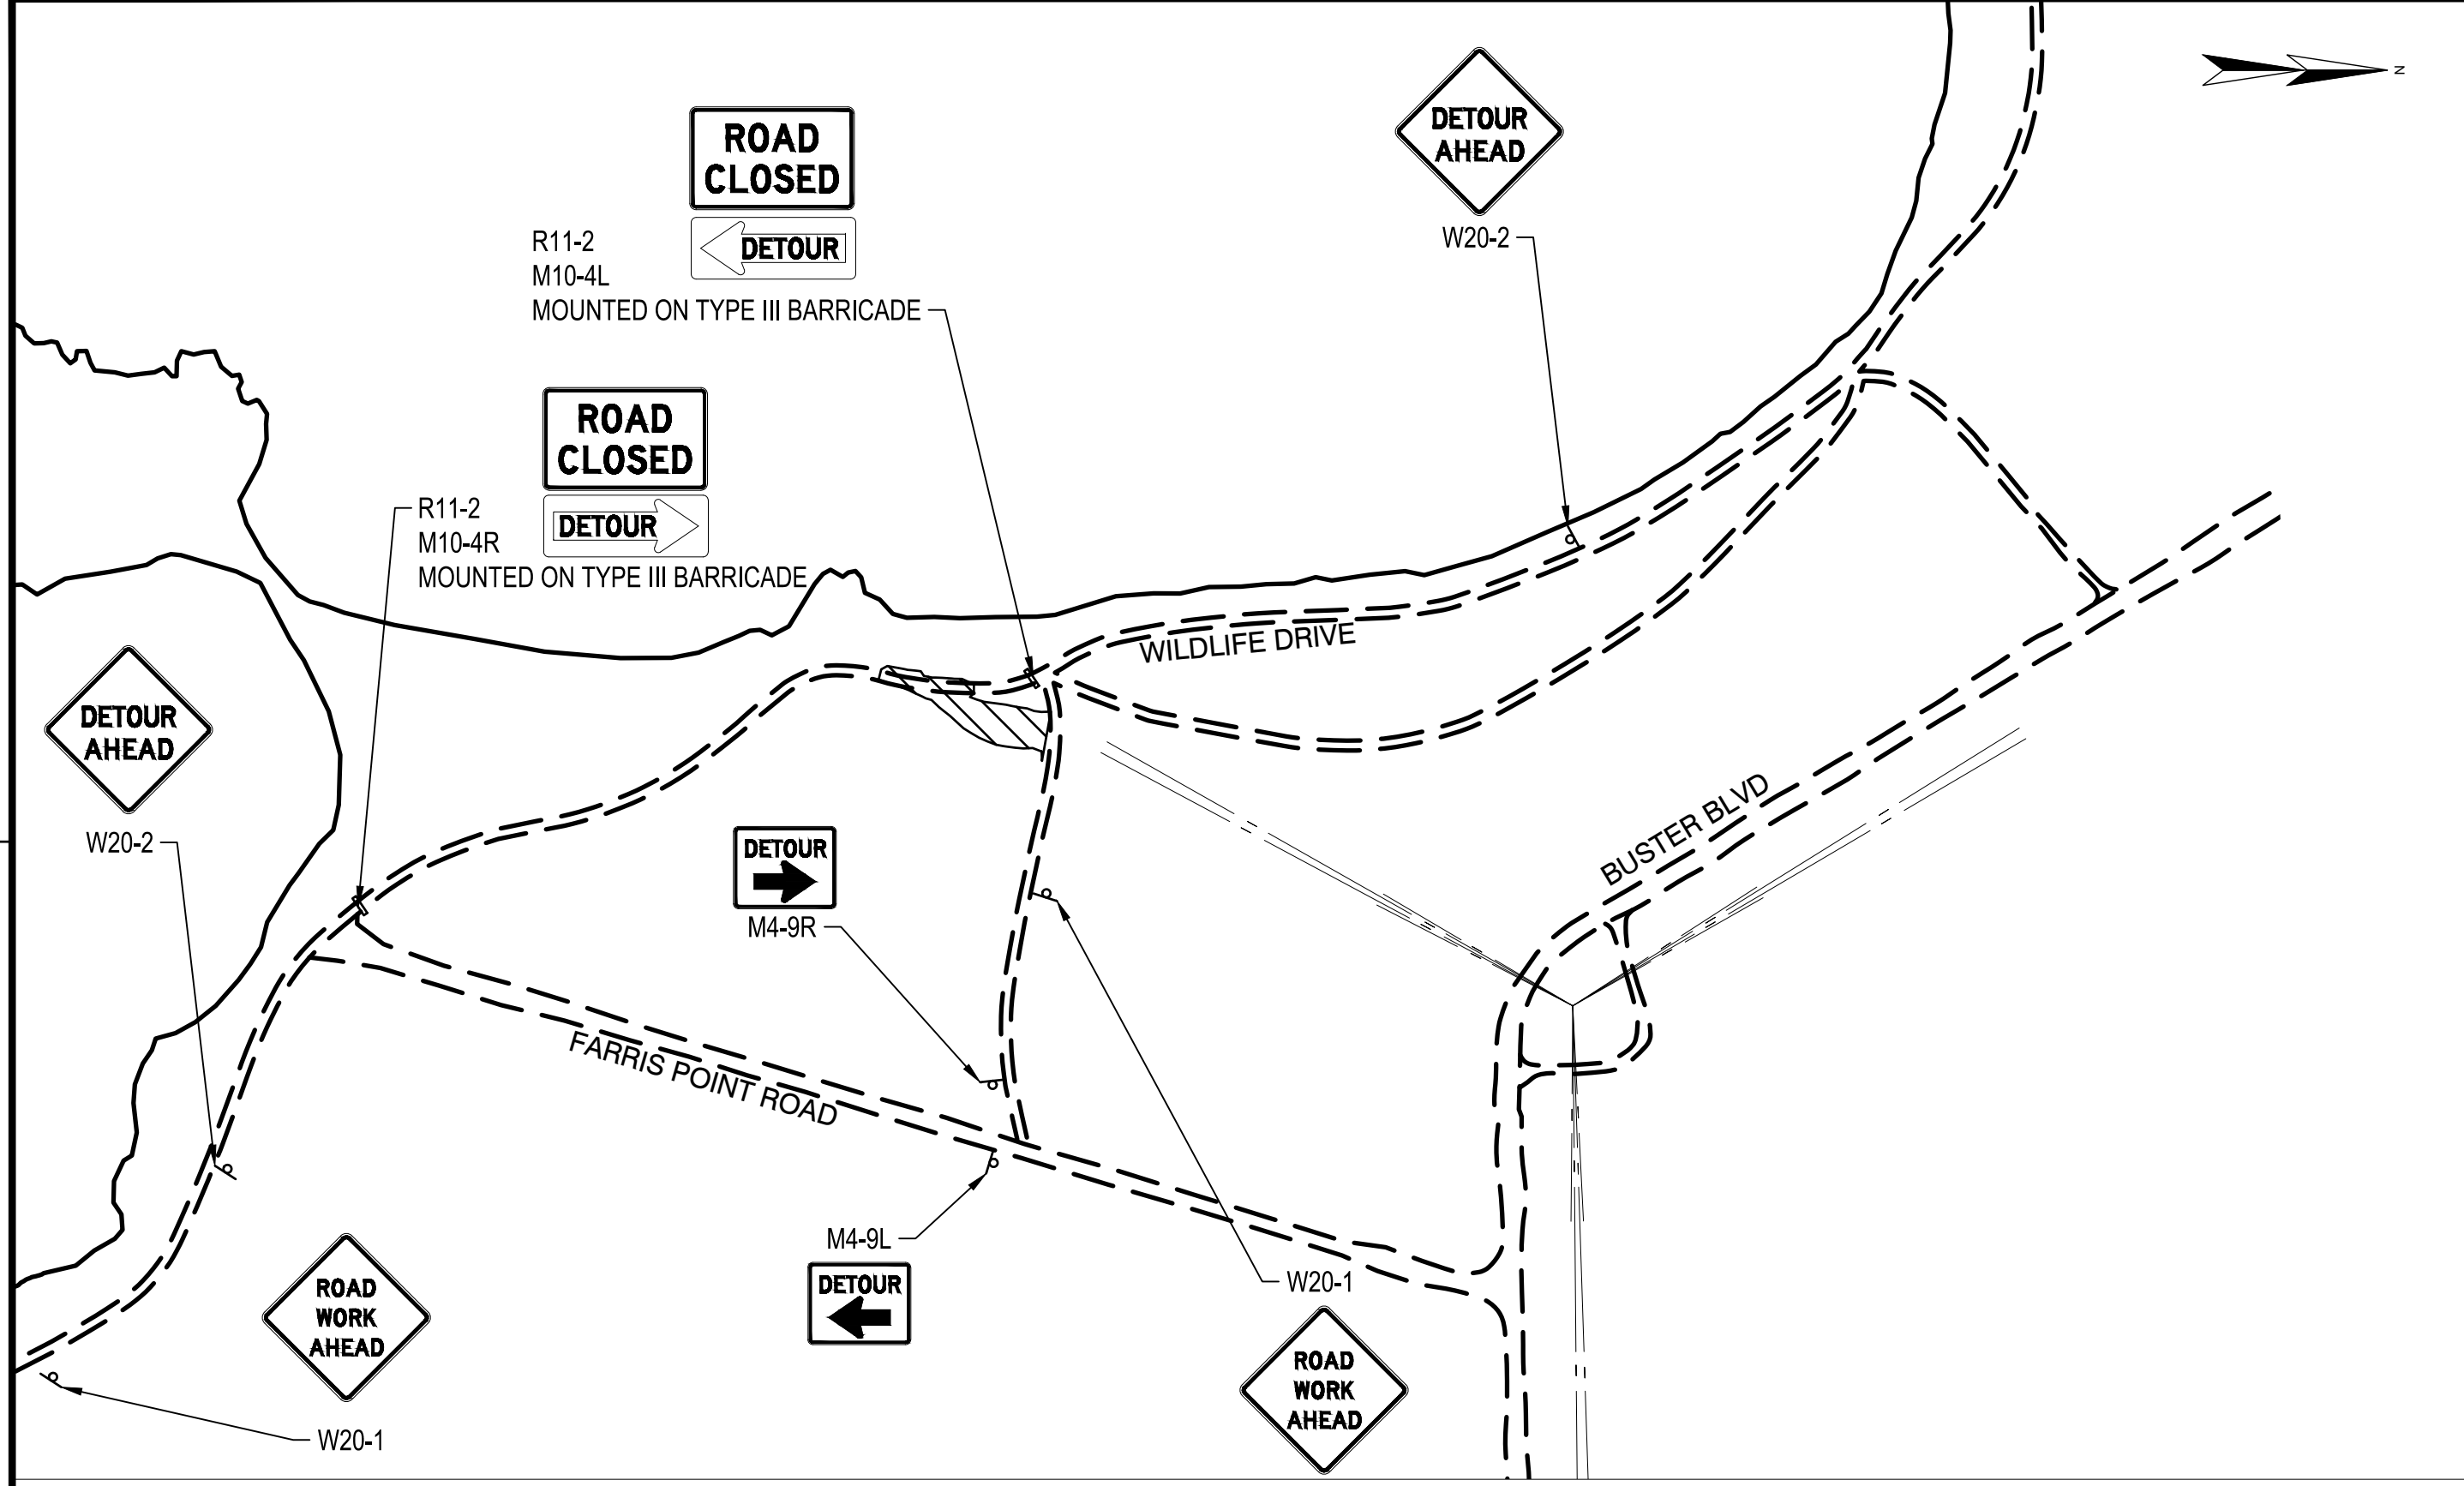 N
DETOUR
AHEAD
W20-2
ROAD
CLOSED
DETOUR
R11-2
M10-4L
MOUNTED ON TYPE III BARRICADE
ROAD
CLOSED
DETOUR
R11-2
M10-4R
MOUNTED ON TYPE III BARRICADE
WILDLIFE DRIVE
DETOUR
AHEAD
W20-2
BUSTER BLVD
DETOUR
M4-9R
FARRIS POINT ROAD
M4-9L
DETOUR
W20-1
ROAD
WORK
AHEAD
ROAD
WORK
AHEAD
W20-1